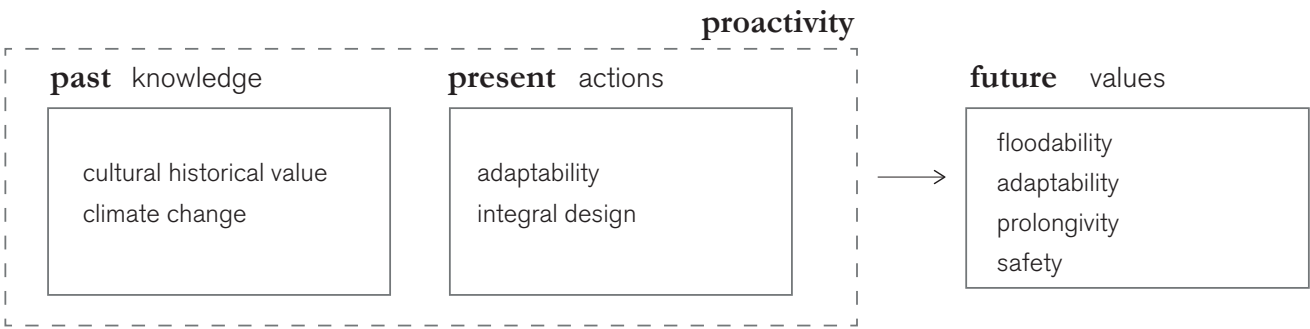 proactivity
past knowledge
cultural historical value
climate change
present actions
adaptability
integral design
future values
floodability
adaptability
prolongivity
safety